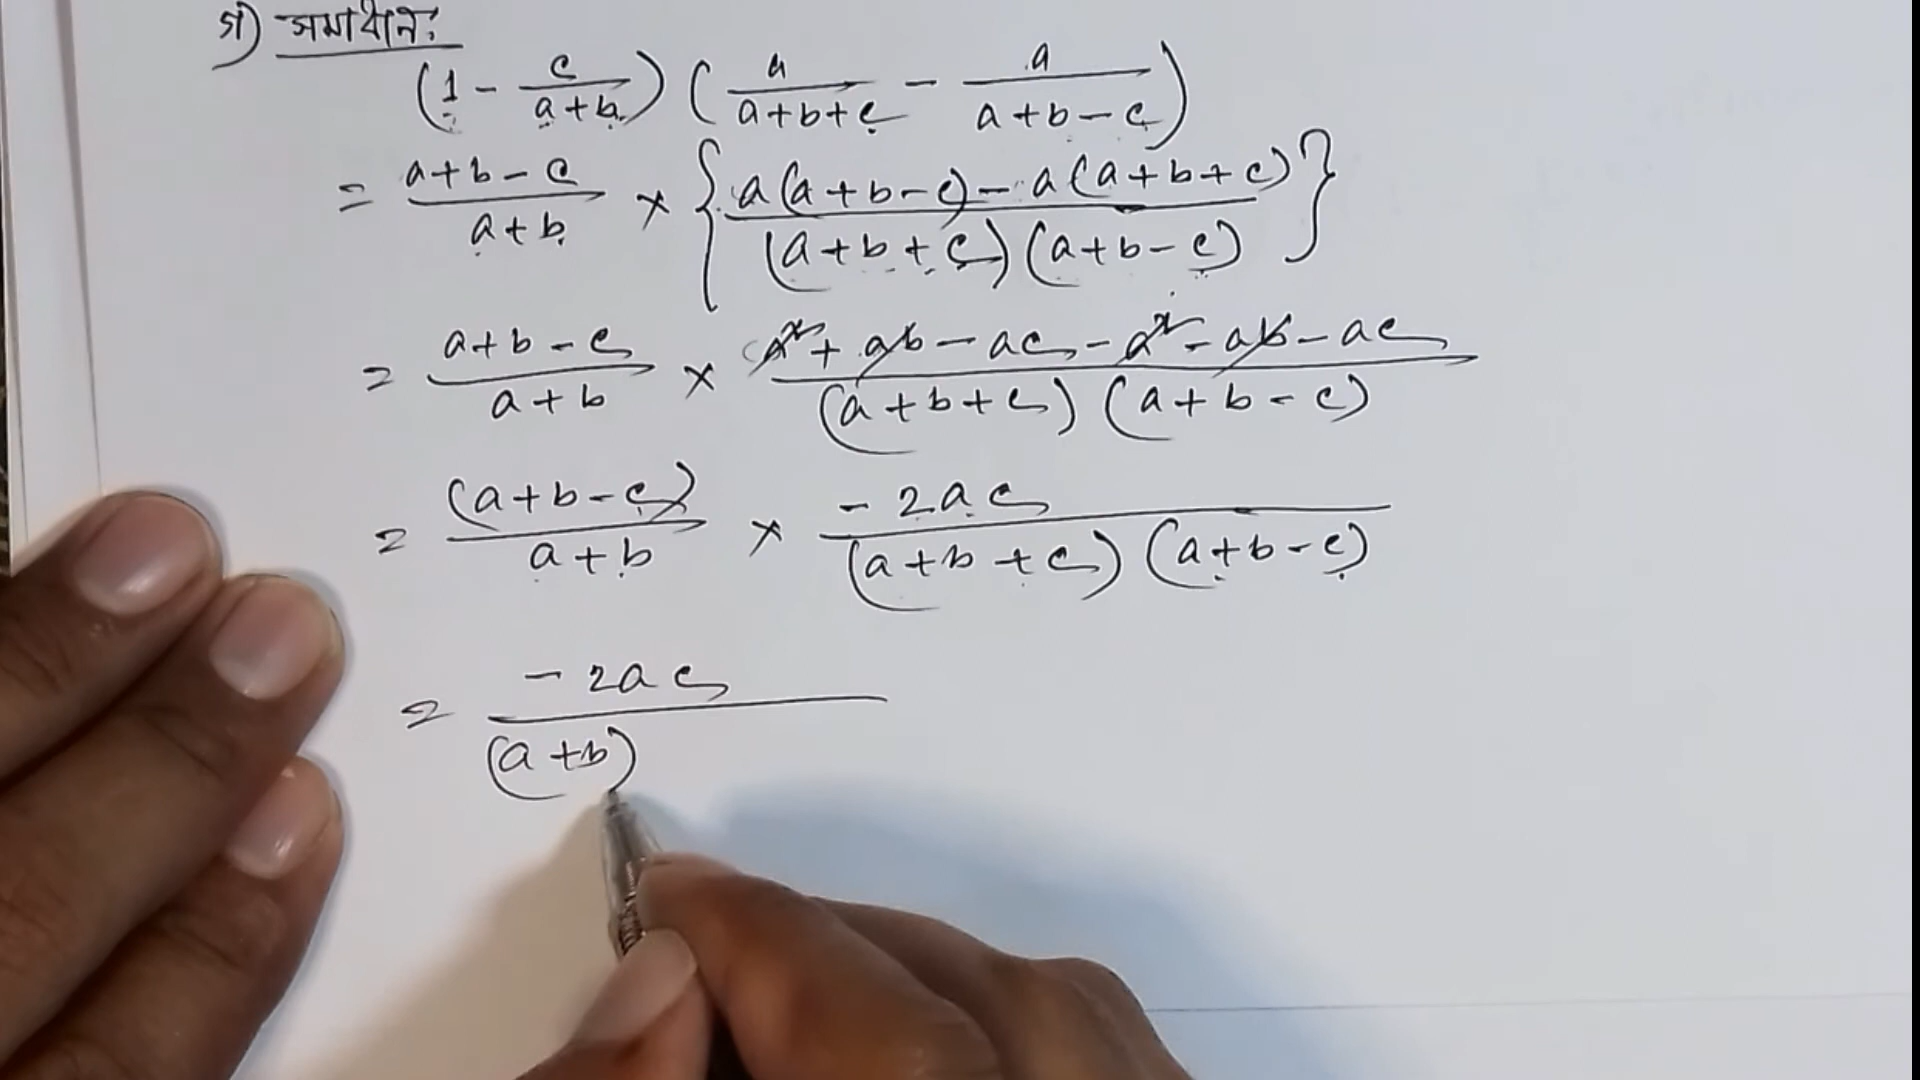 গ) সমাধান:
(1 - c/(a+b)) (a/(a+b+c) - a/(a+b-c))
= (a+b-c)/(a+b) × {(a(a+b-c) - a(a+b+c))/((a+b+c)(a+b-c))}
= (a+b-c)/(a+b) × (a²+ab-ac-a²-ab-ac)/((a+b+c)(a+b-c))
= (a+b-c)/(a+b) × (-2ac)/((a+b+c)(a+b-c))
= (-2ac)/((a+b))